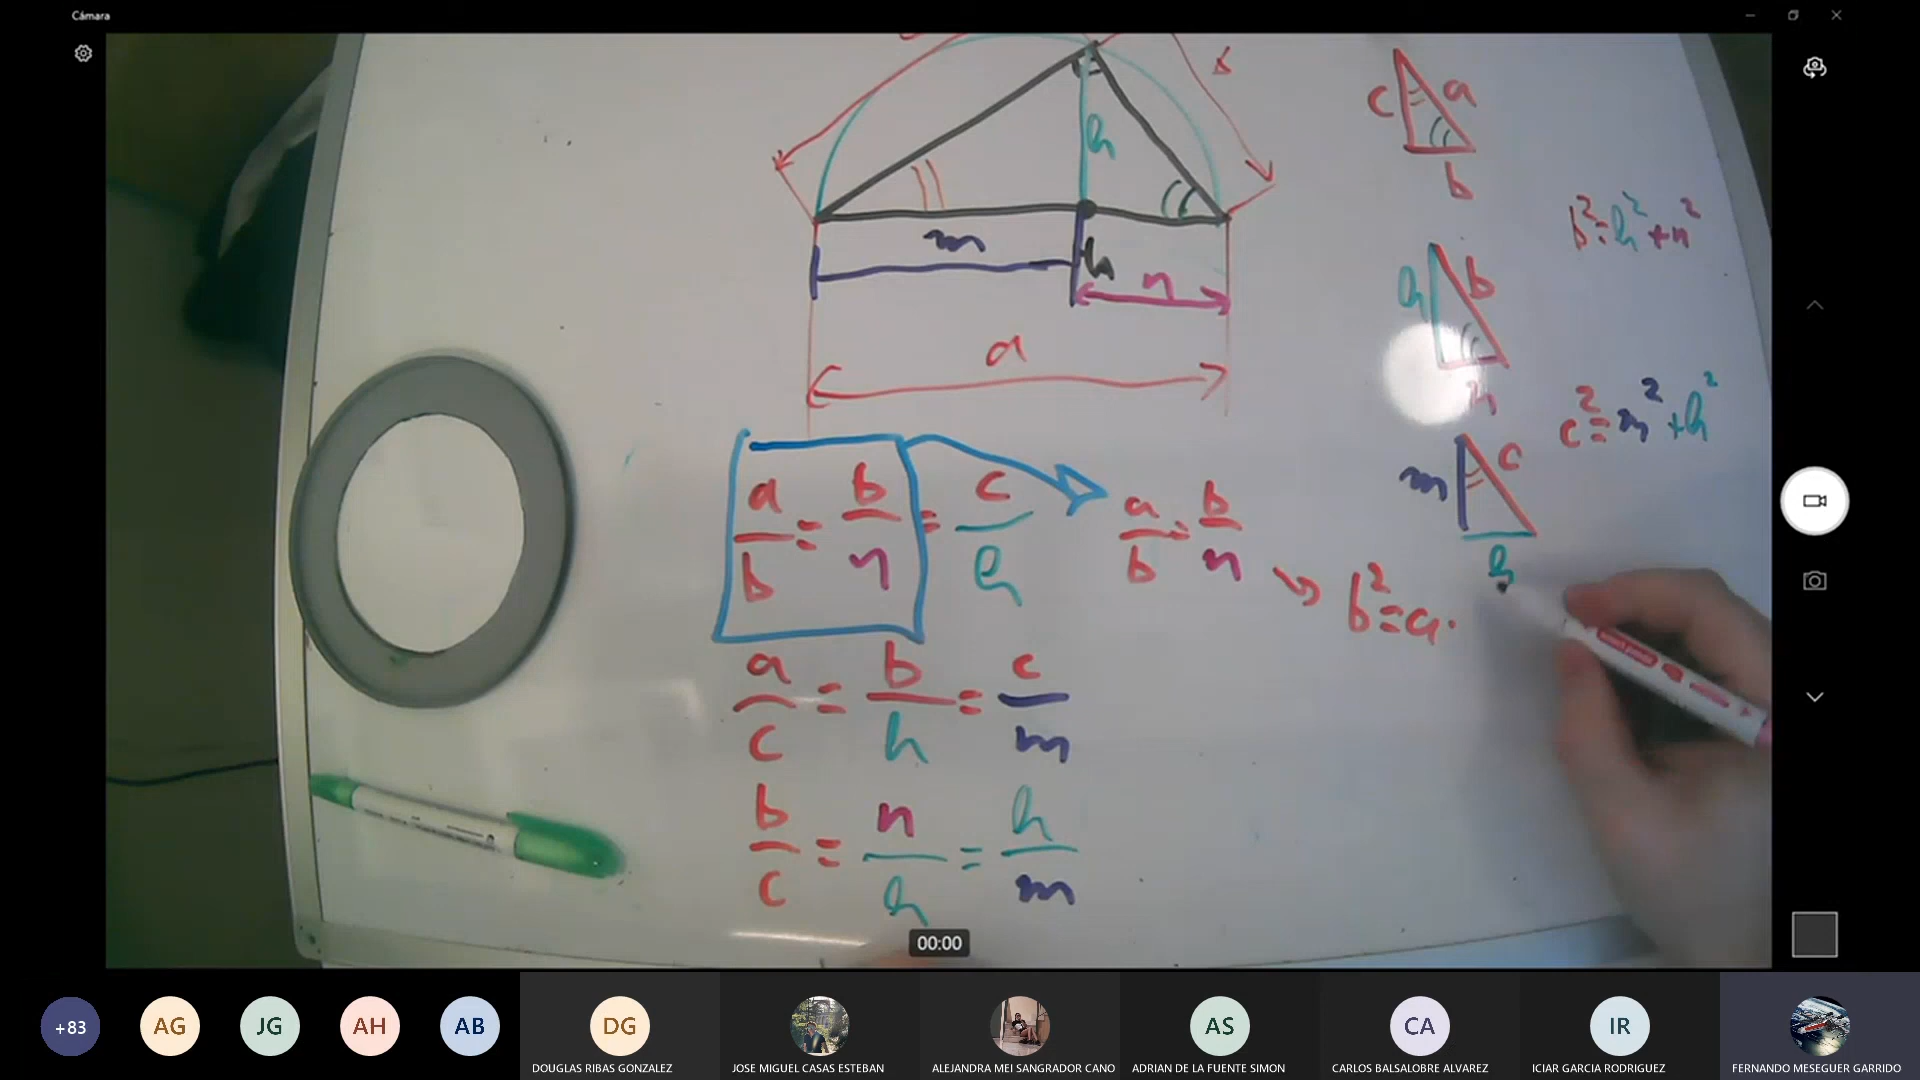 Cámara
b
c a
b
h
b² = h² + n²
m
h
n
h b
n
a
c² = m² + h²
m c
h
a/b = b/n = c/h
a/b = b/n
b² = a ·
a/c = b/h = c/m
b/c = n/h = h/m
00:00
+83
AG
JG
AH
AB
DG
AS
CA
IR
DOUGLAS RIBAS GONZALEZ
JOSE MIGUEL CASAS ESTEBAN
ALEJANDRA MEI SANGRADOR CANO
ADRIAN DE LA FUENTE SIMON
CARLOS BALSALOBRE ALVAREZ
ICIAR GARCIA RODRIGUEZ
FERNANDO MESEGUER GARRIDO